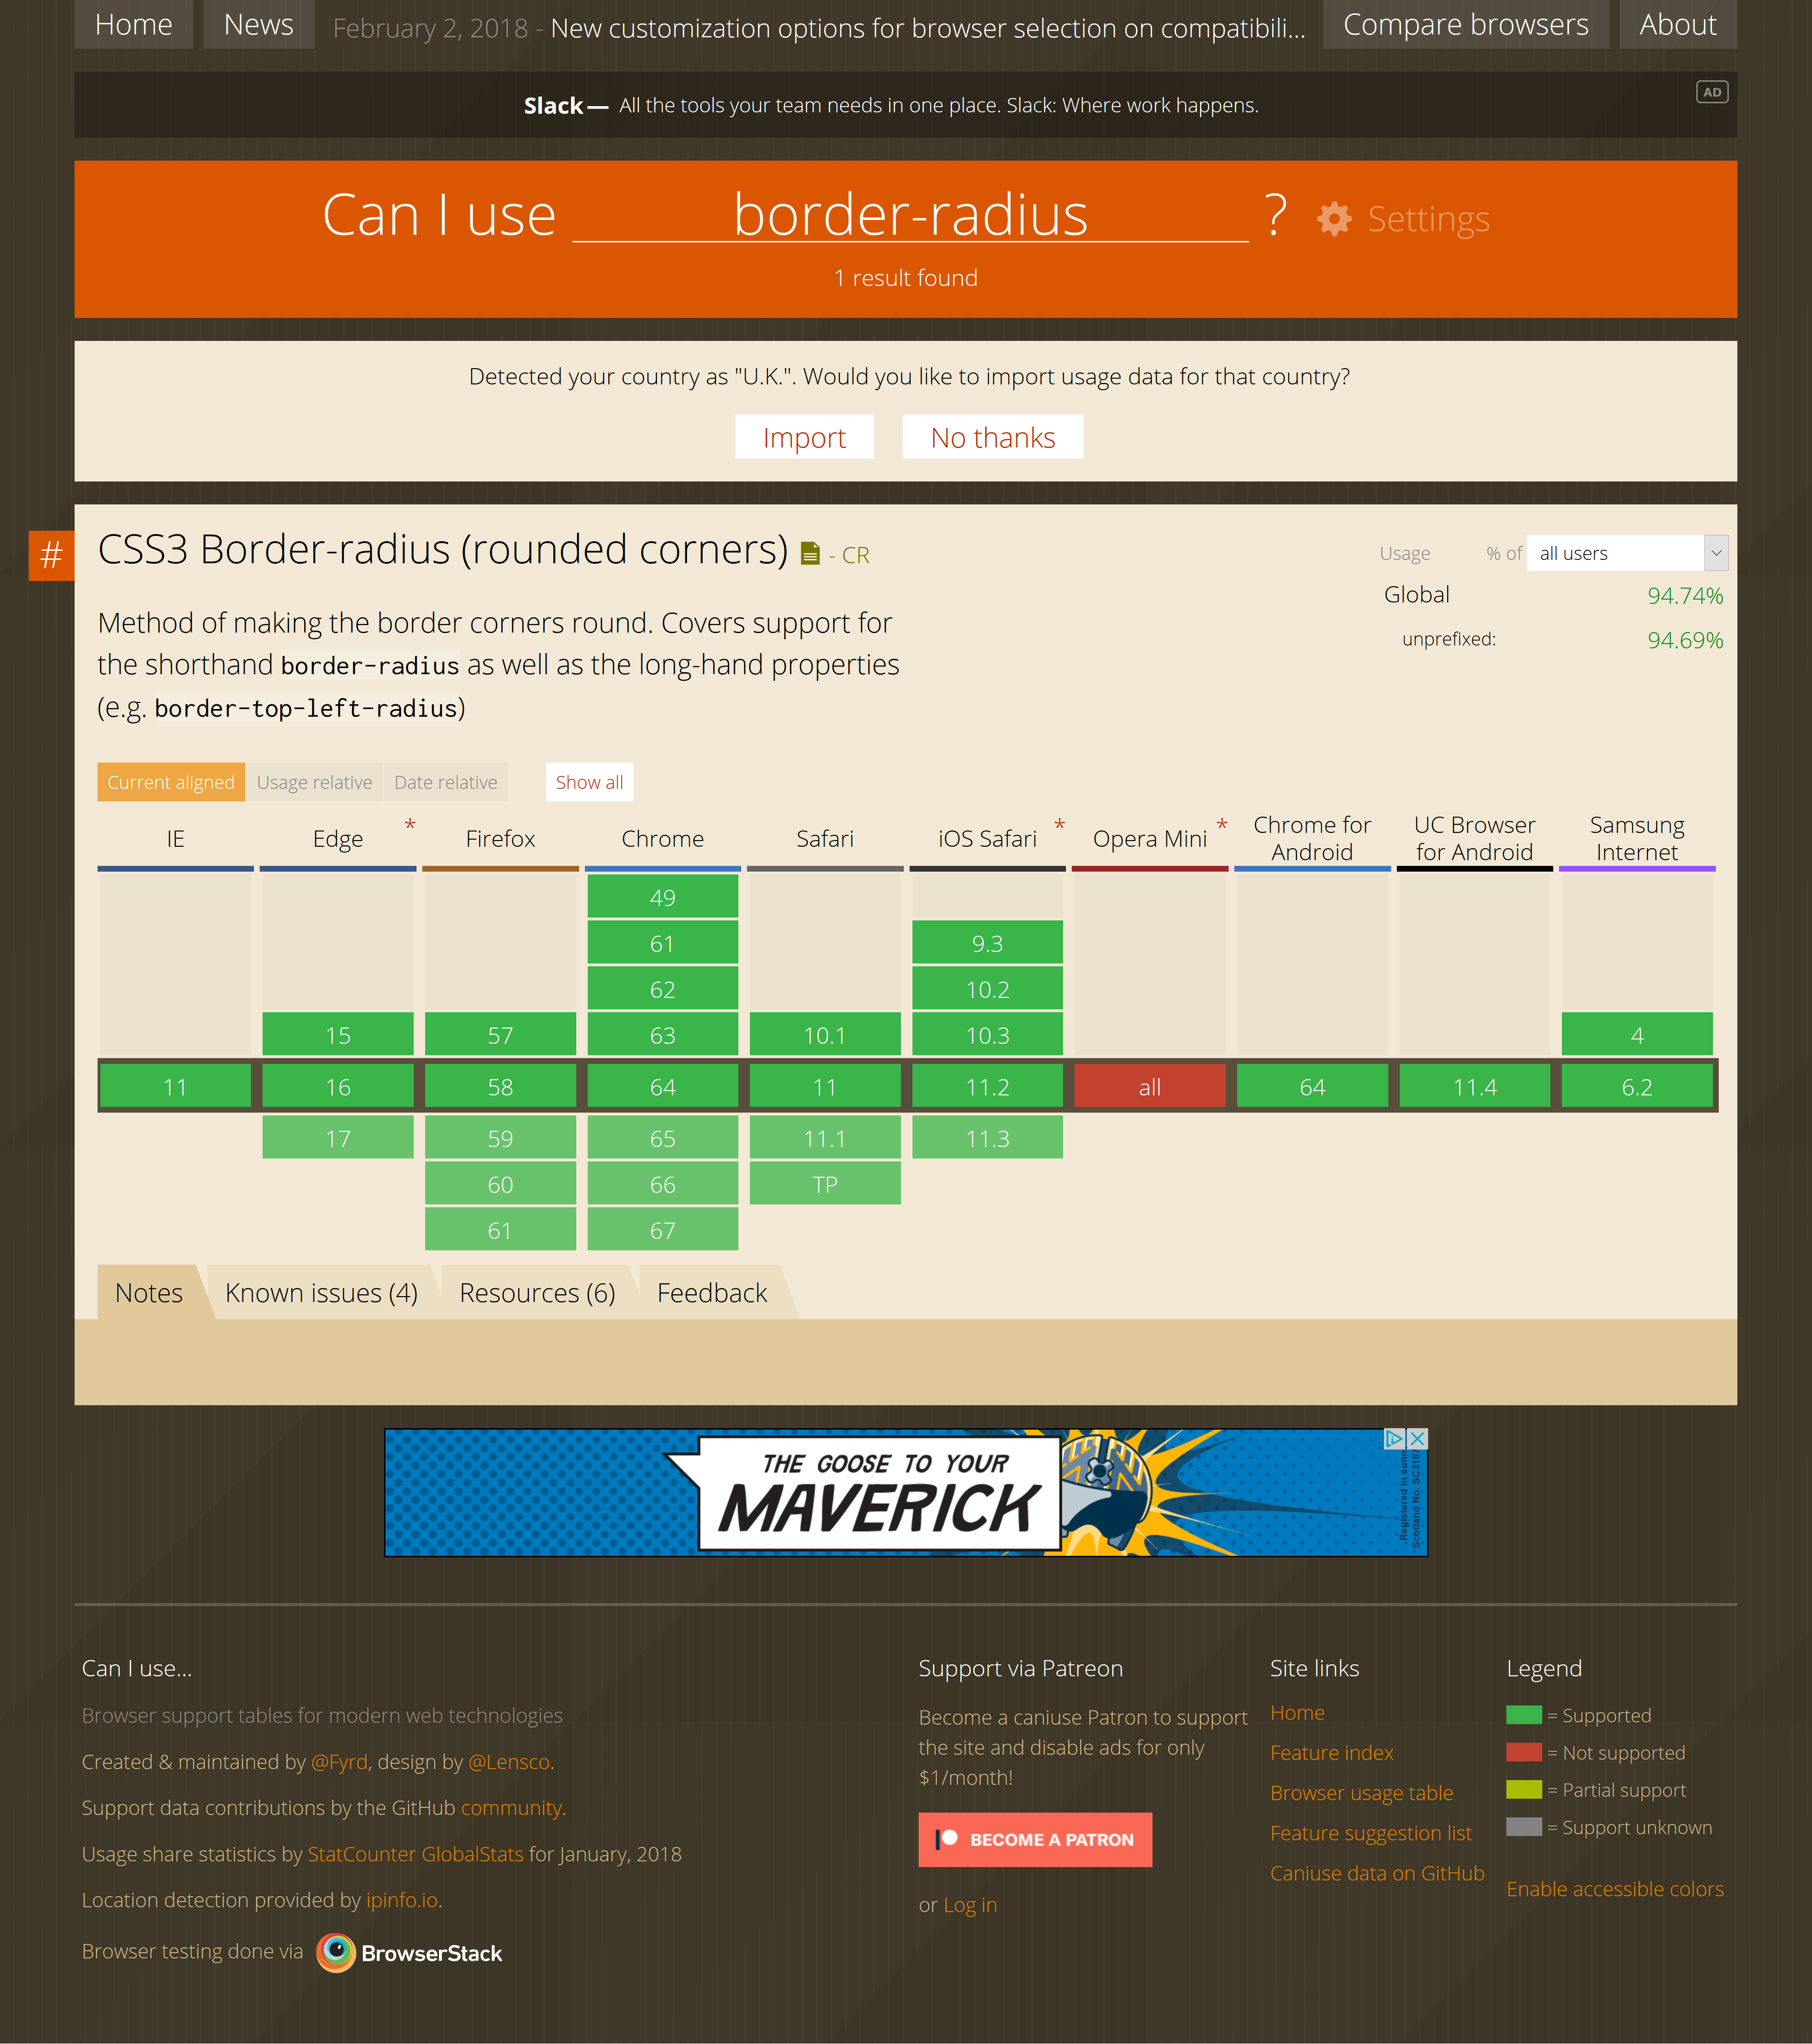 Home
News
February 2, 2018 - New customization options for browser selection on compatibili...
Compare browsers
About
Slack — All the tools your team needs in one place. Slack: Where work happens.
AD
Can I use border-radius ?
Settings
1 result found
Detected your country as "U.K.". Would you like to import usage data for that country?
Import
No thanks
#
CSS3 Border-radius (rounded corners) - CR
Usage % of all users
Global 94.74%
unprefixed: 94.69%
Method of making the border corners round. Covers support for
the shorthand border-radius as well as the long-hand properties
(e.g. border-top-left-radius)
Current aligned
Usage relative
Date relative
Show all
IE
Edge *
Firefox
Chrome
Safari
iOS Safari *
Opera Mini *
Chrome for
Android
UC Browser
for Android
Samsung
Internet
49
61 9.3
62 10.2
15 57 63 10.1 10.3 4
11 16 58 64 11 11.2 all 64 11.4 6.2
17 59 65 11.1 11.3
60 66 TP
61 67
Notes
Known issues (4)
Resources (6)
Feedback
THE GOOSE TO YOUR
MAVERICK
Can I use...
Browser support tables for modern web technologies
Created & maintained by @Fyrd, design by @Lensco.
Support data contributions by the GitHub community.
Usage share statistics by StatCounter GlobalStats for January, 2018
Location detection provided by ipinfo.io.
Browser testing done via BrowserStack
Support via Patreon
Become a caniuse Patron to support
the site and disable ads for only
$1/month!
BECOME A PATRON
or Log in
Site links
Home
Feature index
Browser usage table
Feature suggestion list
Caniuse data on GitHub
Legend
= Supported
= Not supported
= Partial support
= Support unknown
Enable accessible colors